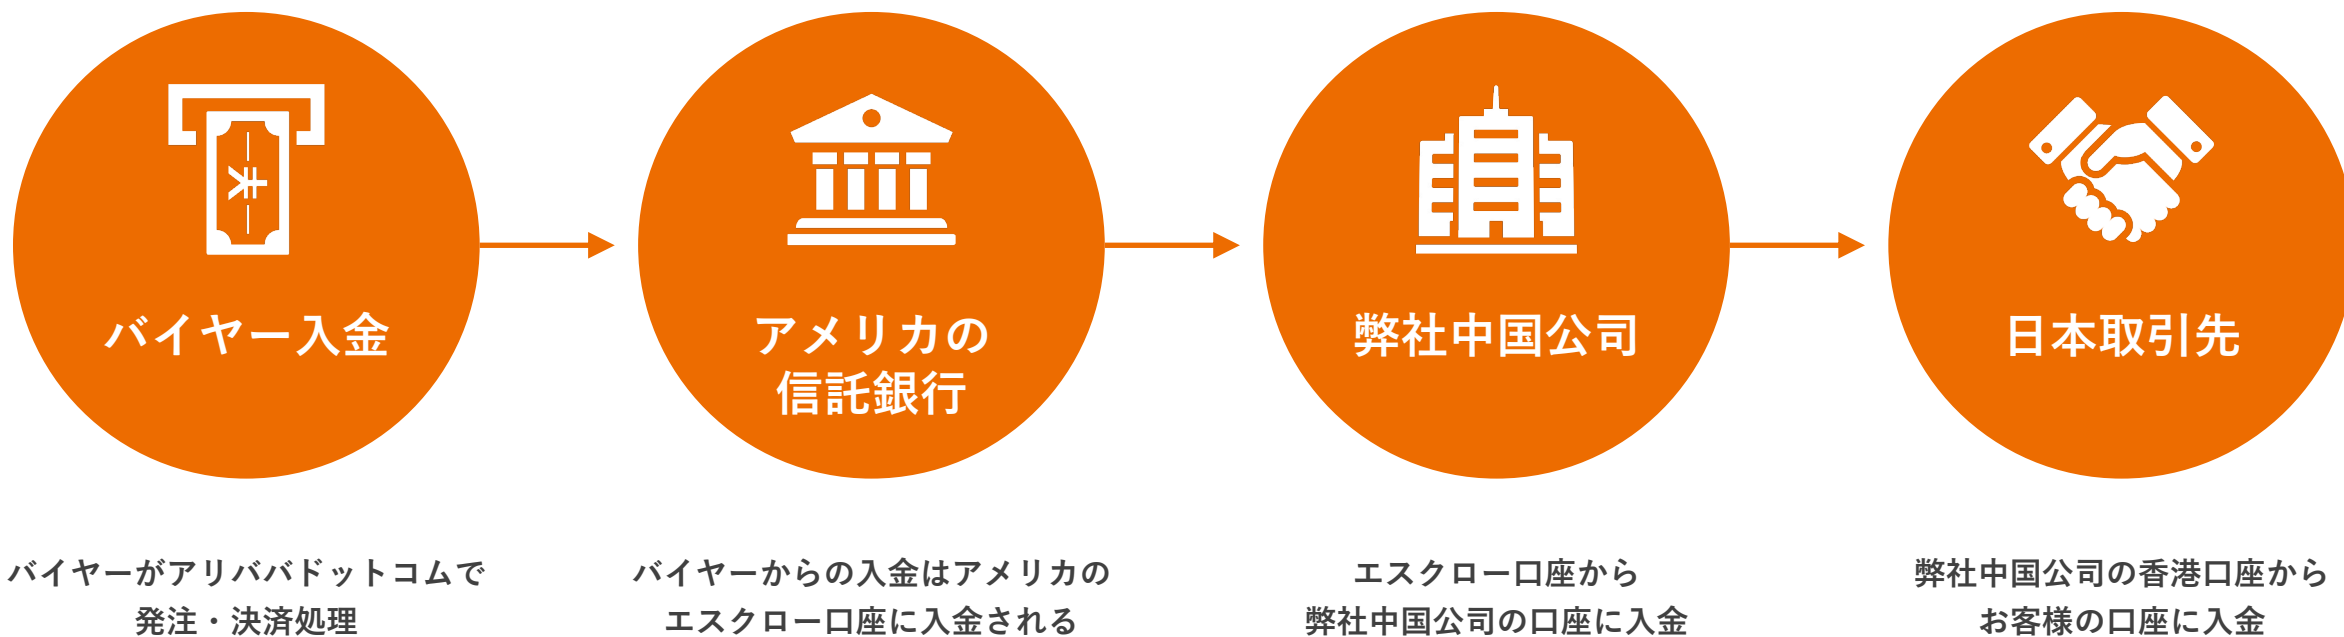 バイヤー入金
アメリカの
信託銀行
弊社中国公司
日本取引先
バイヤーがアリババドットコムで
発注・決済処理
バイヤーからの入金はアメリカの
エスクロー口座に入金される
エスクロー口座から
弊社中国公司の口座に入金
弊社中国公司の香港口座から
お客様の口座に入金